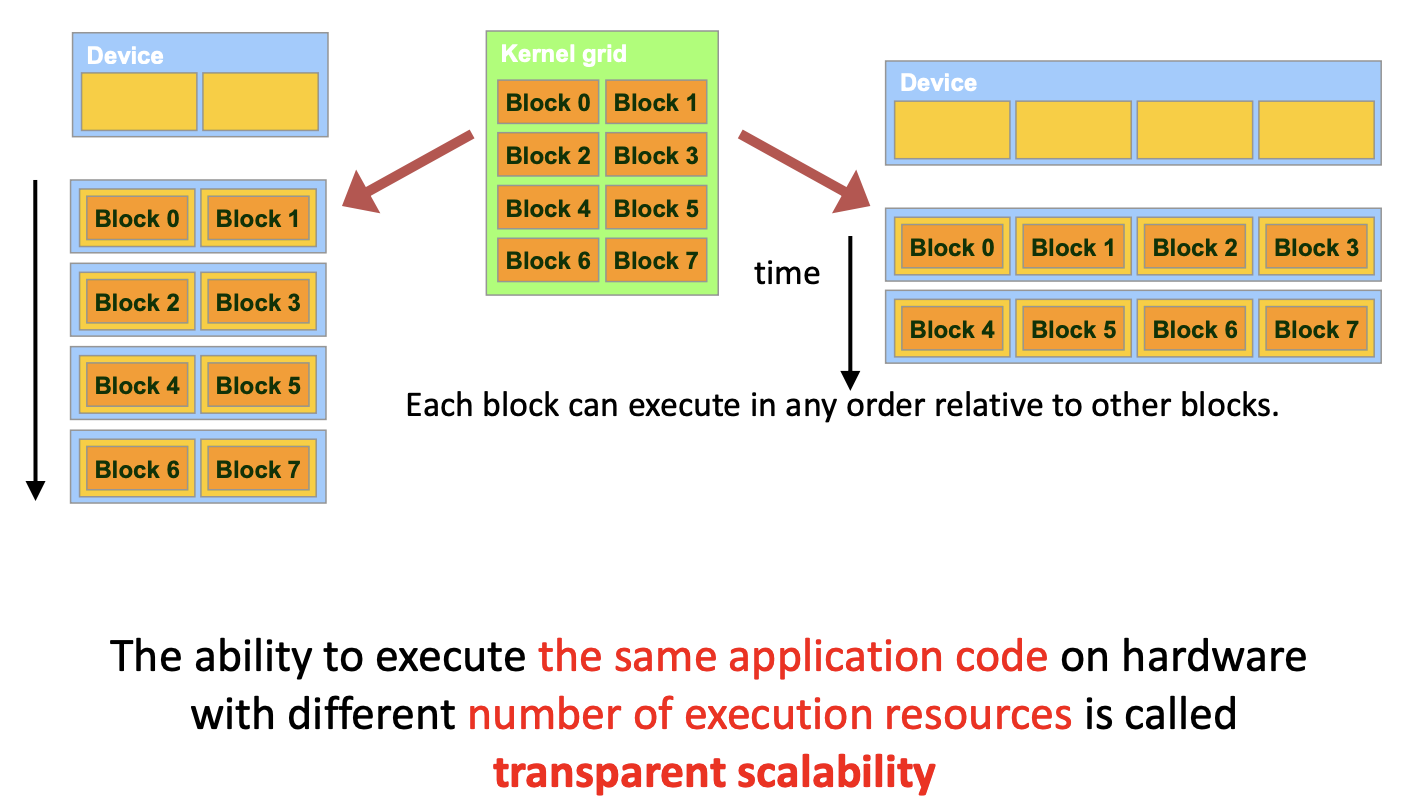 Device
Block 0 Block 1
Block 2 Block 3
Block 4 Block 5
Block 6 Block 7
Kernel grid
Block 0 Block 1
Block 2 Block 3
Block 4 Block 5
Block 6 Block 7
Device
time
Block 0 Block 1 Block 2 Block 3
Block 4 Block 5 Block 6 Block 7
Each block can execute in any order relative to other blocks.
The ability to execute the same application code on hardware
with different number of execution resources is called
transparent scalability